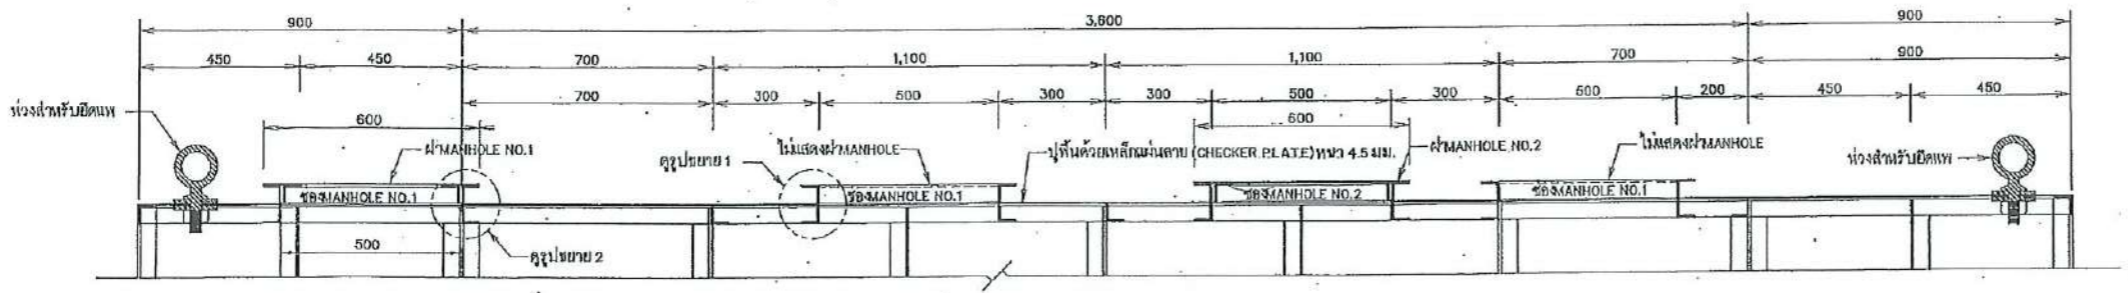 900 3,600 900
450 450 700 1,100 1,100 700 900
700 300 500 300 300 500 300 500 200 450 450
ห่วงสำหรับยึดแพ
600
600
ฝาMANHOLE NO.1
ดูรูปขยาย 1
ไม่แสดงฝาMANHOLE
ปูพื้นด้วยเหล็กแผ่นลาย (CHECKER PLATE) หนา 4.5 มม.
ฝาMANHOLE NO.2
ไม่แสดงฝาMANHOLE
ห่วงสำหรับยึดแพ
ช่องMANHOLE NO.1
ช่องMANHOLE NO.1
ช่องMANHOLE NO.2
ช่องMANHOLE NO.1
500
ดูรูปขยาย 2